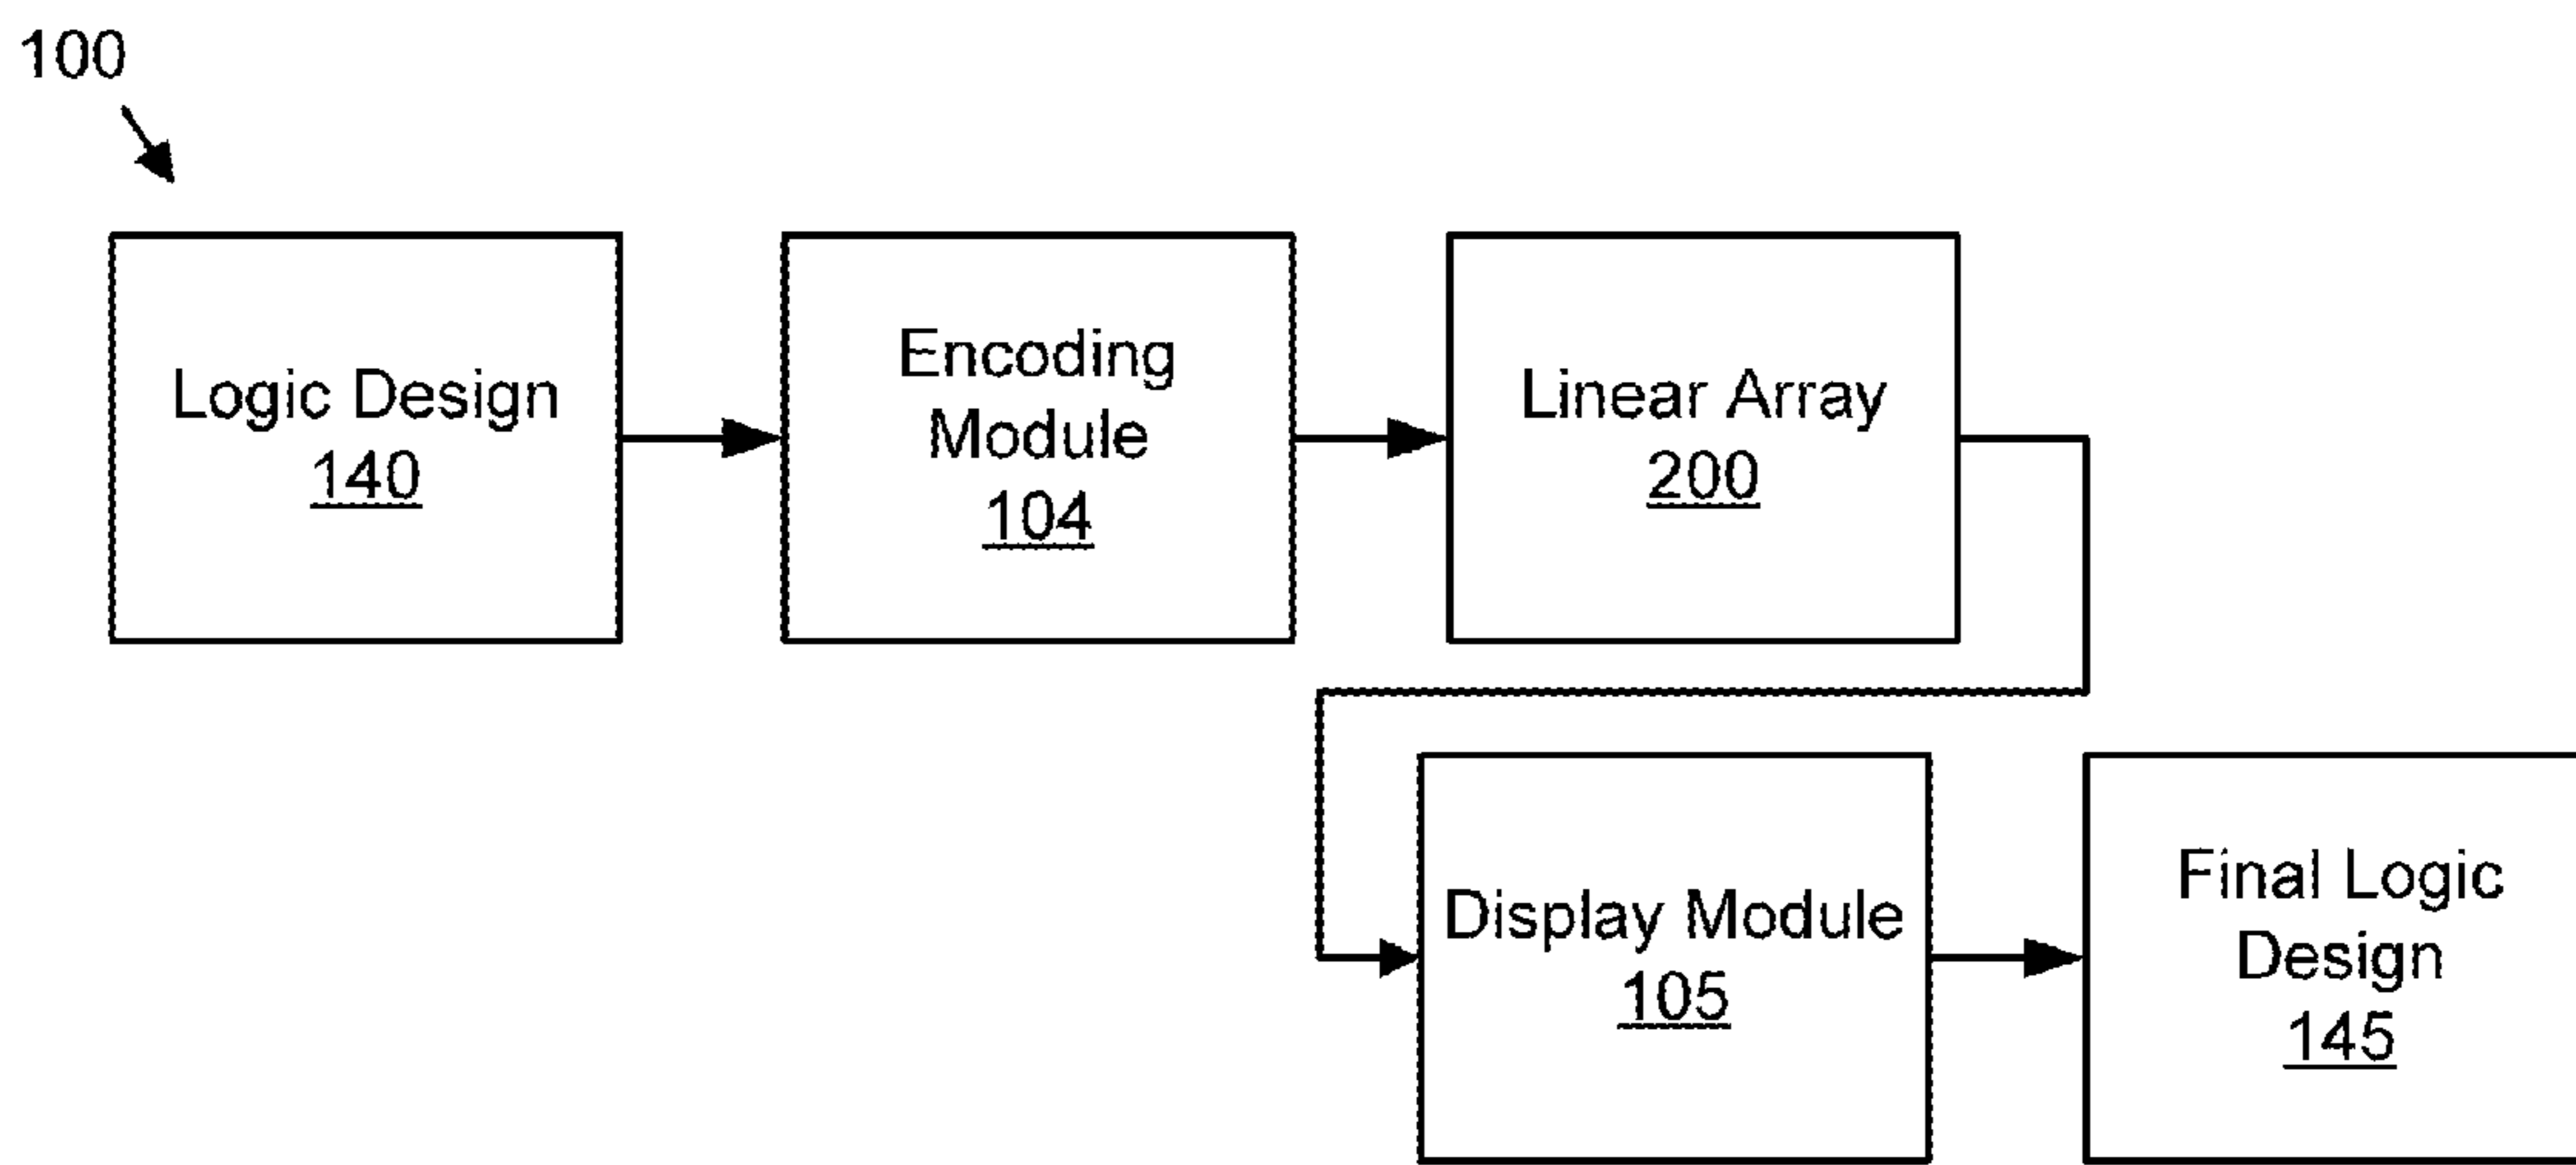 100
Logic Design
140
Encoding
Module
104
Linear Array
200
Display Module
105
Final Logic
Design
145